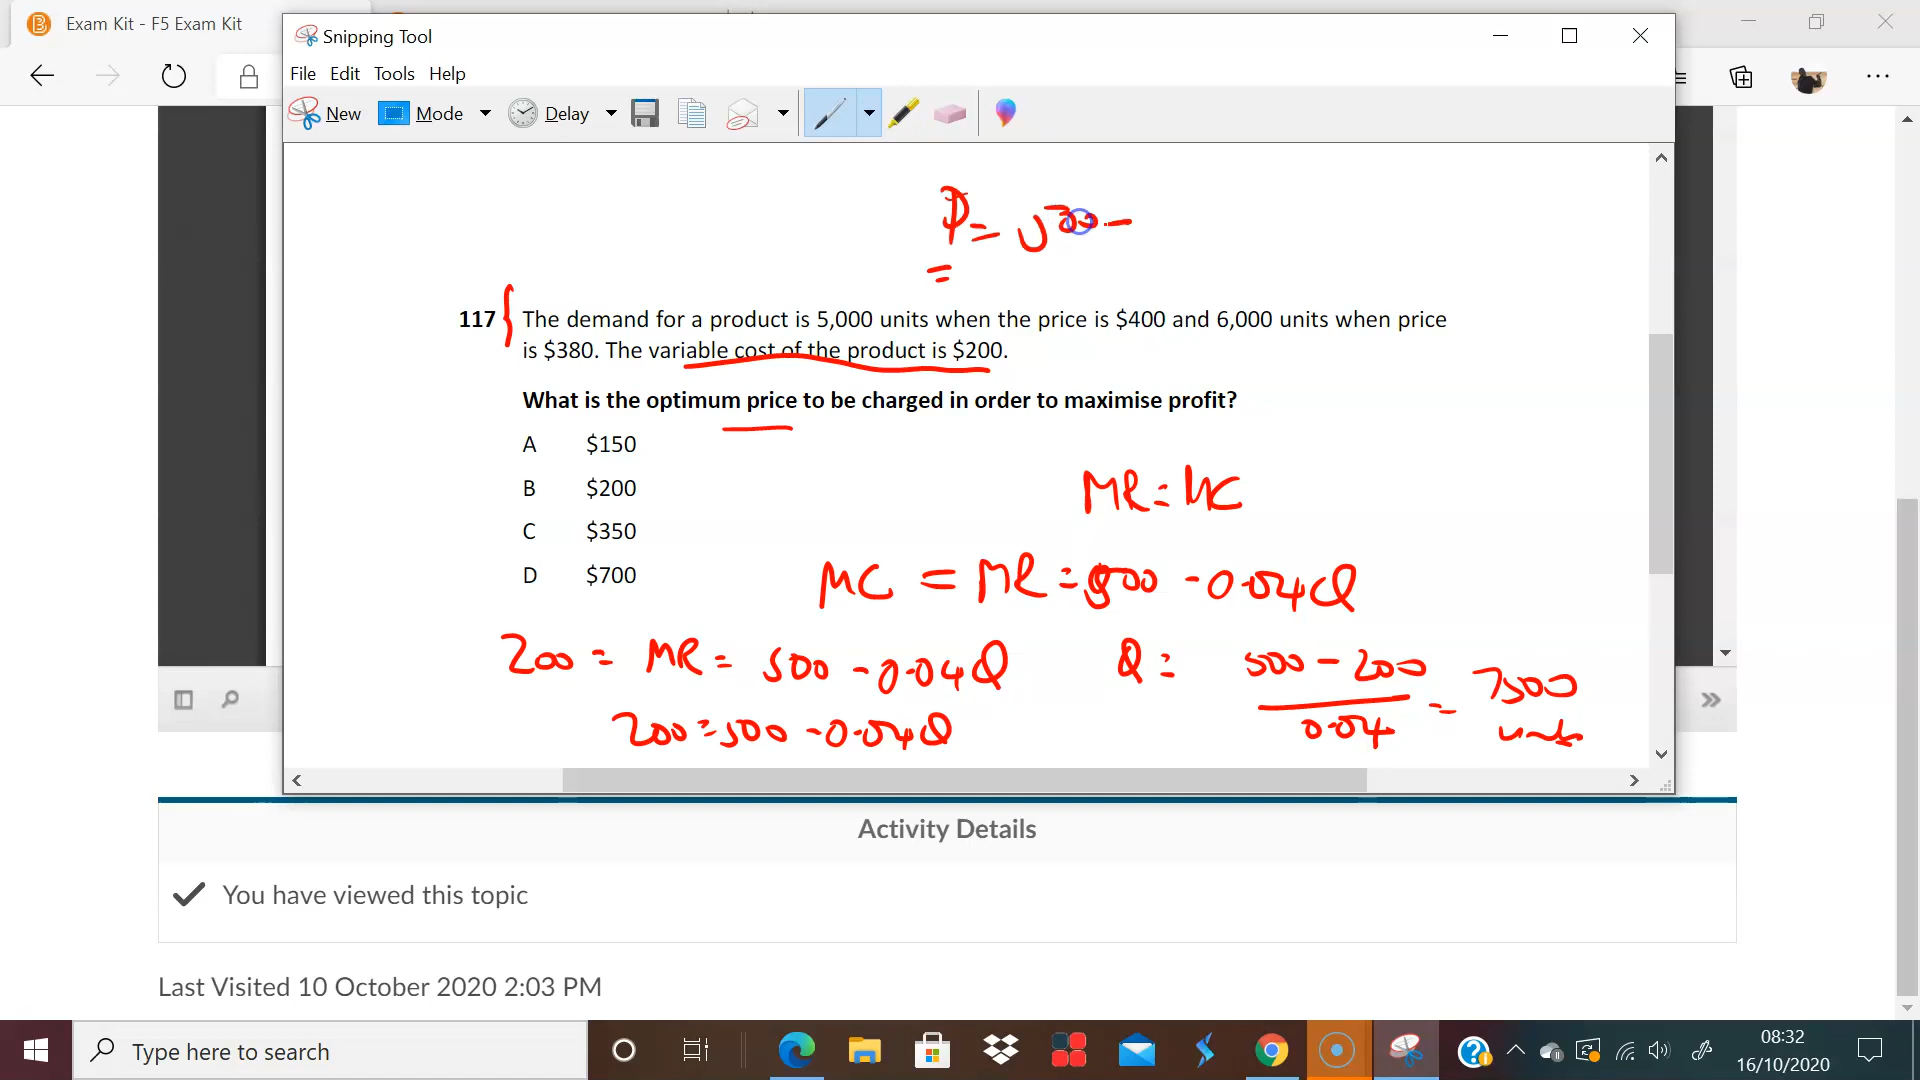 Exam Kit - F5 Exam Kit
Snipping Tool
File Edit Tools Help
New Mode Delay
P = 500 -
=
117 The demand for a product is 5,000 units when the price is $400 and 6,000 units when price
is $380. The variable cost of the product is $200.
What is the optimum price to be charged in order to maximise profit?
A $150
B $200
C $350
D $700
MR = MC
MC = MR = 500 - 0.04Q
200 = MR = 500 - 0.04Q
200 = 500 - 0.04Q
Q = 500 - 200
0.04
= 7500
units
Activity Details
You have viewed this topic
Last Visited 10 October 2020 2:03 PM
Type here to search
08:32
16/10/2020